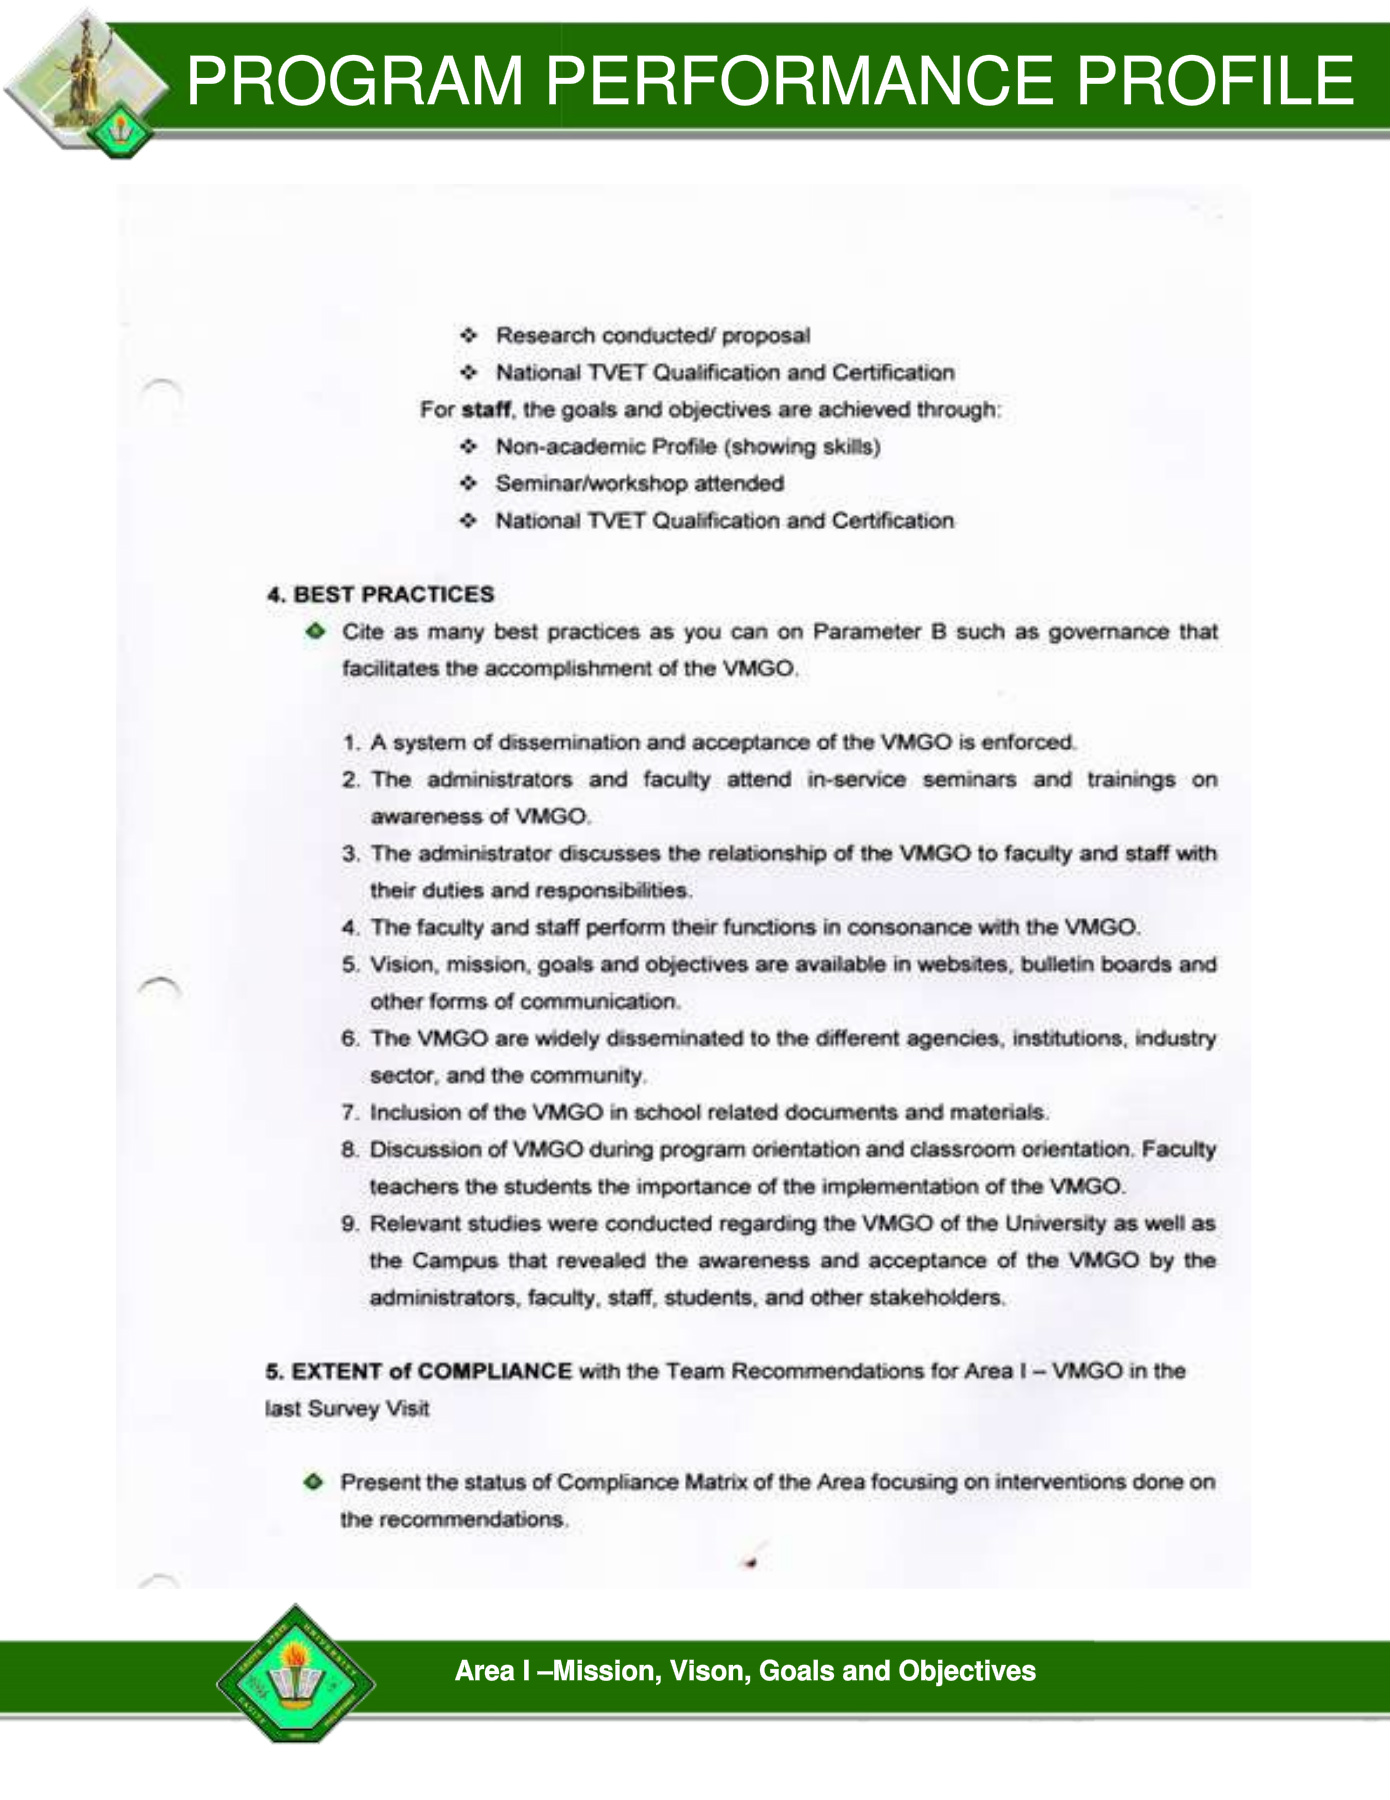 PROGRAM PERFORMANCE PROFILE
❖ Research conducted/ proposal
❖ National TVET Qualification and Certification
For staff, the goals and objectives are achieved through:
❖ Non-academic Profile (showing skills)
❖ Seminar/workshop attended
❖ National TVET Qualification and Certification
4. BEST PRACTICES
Cite as many best practices as you can on Parameter B such as governance that
facilitates the accomplishment of the VMGO.
1. A system of dissemination and acceptance of the VMGO is enforced.
2. The administrators and faculty attend in-service seminars and trainings on
awareness of VMGO.
3. The administrator discusses the relationship of the VMGO to faculty and staff with
their duties and responsibilities.
4. The faculty and staff perform their functions in consonance with the VMGO.
5. Vision, mission, goals and objectives are available in websites, bulletin boards and
other forms of communication.
6. The VMGO are widely disseminated to the different agencies, institutions, industry
sector, and the community.
7. Inclusion of the VMGO in school related documents and materials.
8. Discussion of VMGO during program orientation and classroom orientation. Faculty
teachers the students the importance of the implementation of the VMGO.
9. Relevant studies were conducted regarding the VMGO of the University as well as
the Campus that revealed the awareness and acceptance of the VMGO by the
administrators, faculty, staff, students, and other stakeholders.
5. EXTENT of COMPLIANCE with the Team Recommendations for Area I – VMGO in the
last Survey Visit
Present the status of Compliance Matrix of the Area focusing on interventions done on
the recommendations.
Area I –Mission, Vison, Goals and Objectives